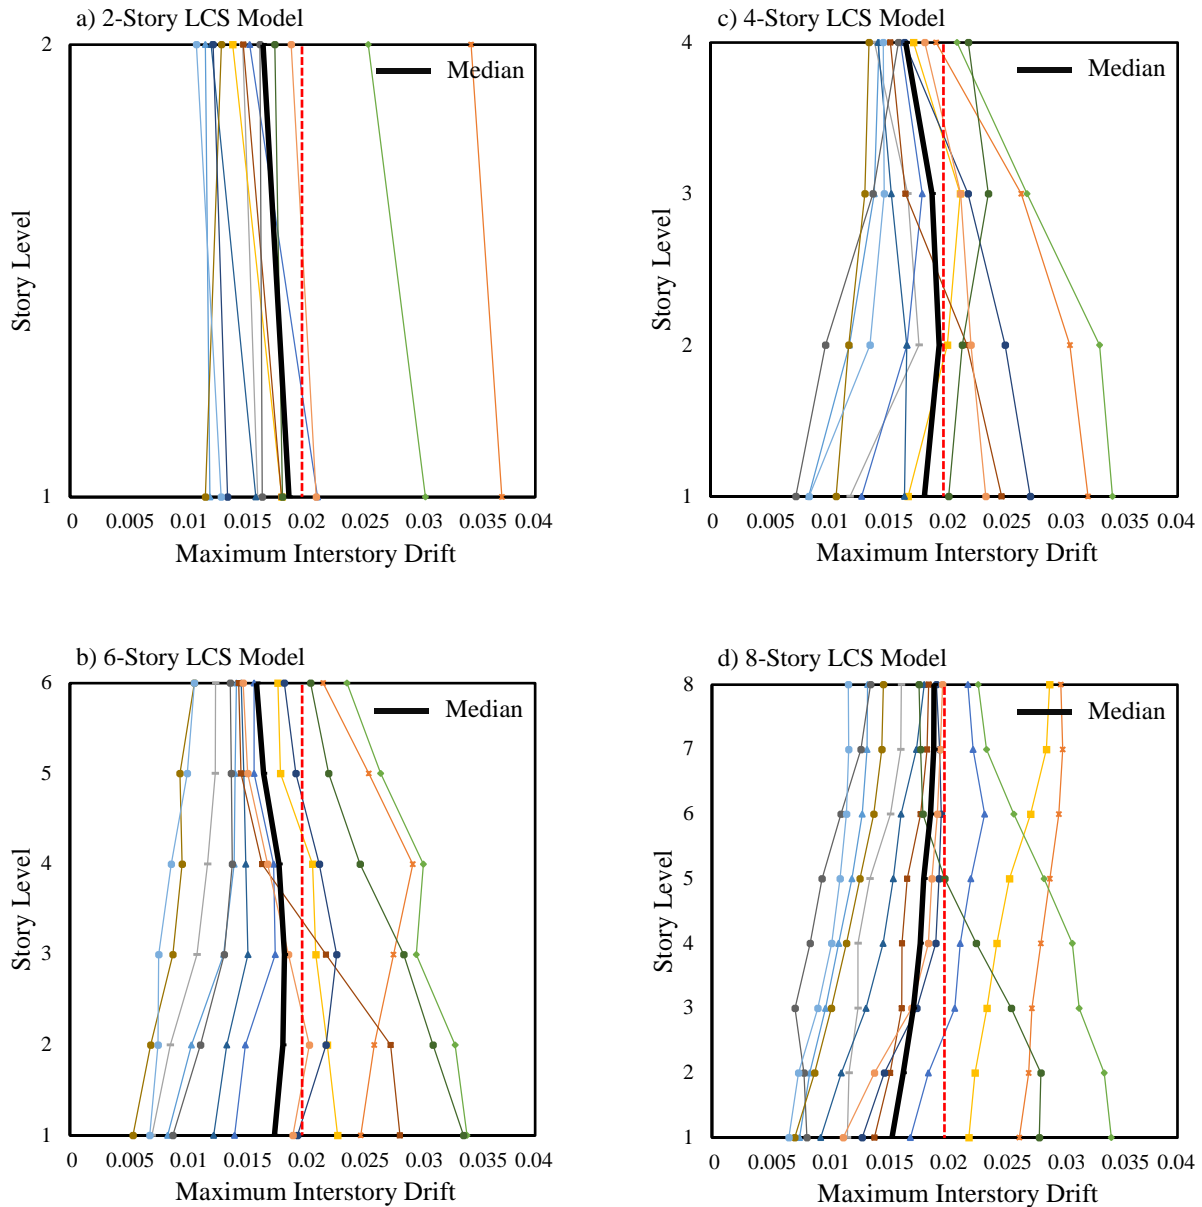 a) 2-Story LCS Model
2
Median
Story Level
1
0 0.005 0.01 0.015 0.02 0.025 0.03 0.035 0.04
Maximum Interstory Drift
c) 4-Story LCS Model
4
Median
3
Story Level
2
1
0 0.005 0.01 0.015 0.02 0.025 0.03 0.035 0.04
Maximum Interstory Drift
b) 6-Story LCS Model
6
Median
5
4
Story Level
3
2
1
0 0.005 0.01 0.015 0.02 0.025 0.03 0.035 0.04
Maximum Interstory Drift
d) 8-Story LCS Model
8
Median
7
6
5
Story Level
4
3
2
1
0 0.005 0.01 0.015 0.02 0.025 0.03 0.035 0.04
Maximum Interstory Drift